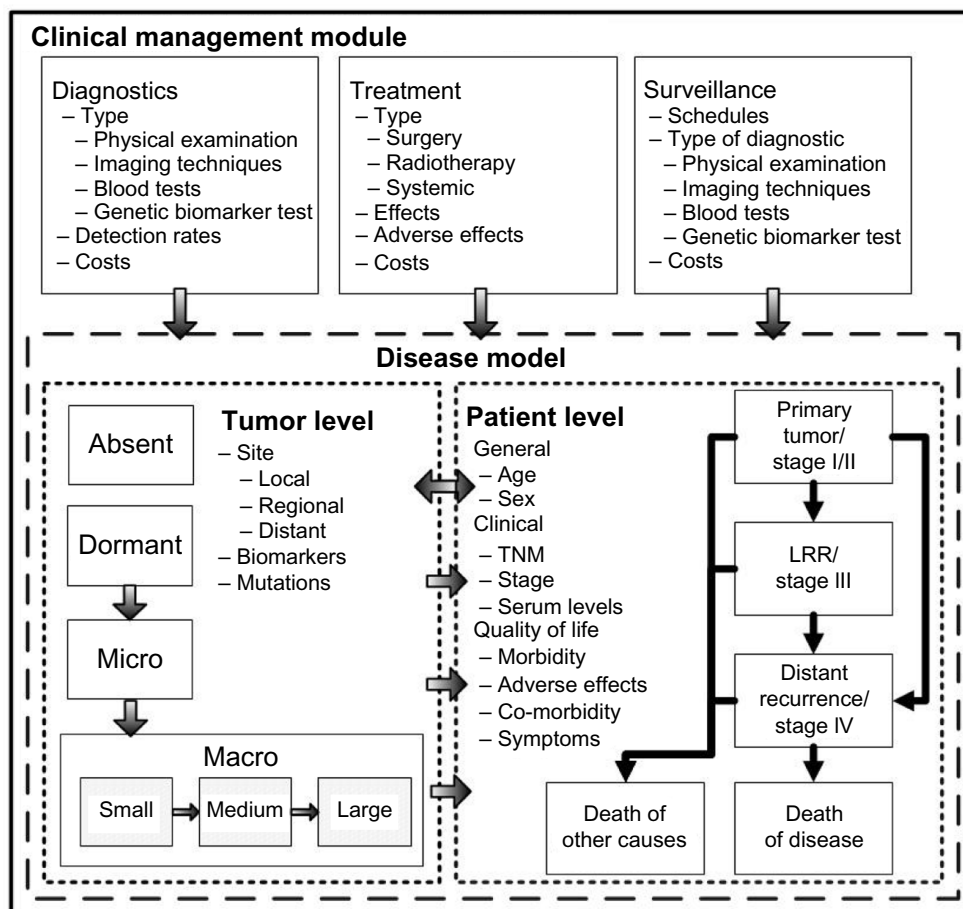 Clinical management module
Diagnostics
– Type
– Physical examination
– Imaging techniques
– Blood tests
– Genetic biomarker test
– Detection rates
– Costs
Treatment
– Type
– Surgery
– Radiotherapy
– Systemic
– Effects
– Adverse effects
– Costs
Surveillance
– Schedules
– Type of diagnostic
– Physical examination
– Imaging techniques
– Blood tests
– Genetic biomarker test
– Costs
Disease model
Absent
Dormant
Micro
Macro
Small
Medium
Large
Tumor level
– Site
– Local
– Regional
– Distant
– Biomarkers
– Mutations
Patient level
General
– Age
– Sex
Clinical
– TNM
– Stage
– Serum levels
Quality of life
– Morbidity
– Adverse effects
– Co-morbidity
– Symptoms
Primary
tumor/
stage I/II
LRR/
stage III
Distant
recurrence/
stage IV
Death of
other causes
Death
of disease